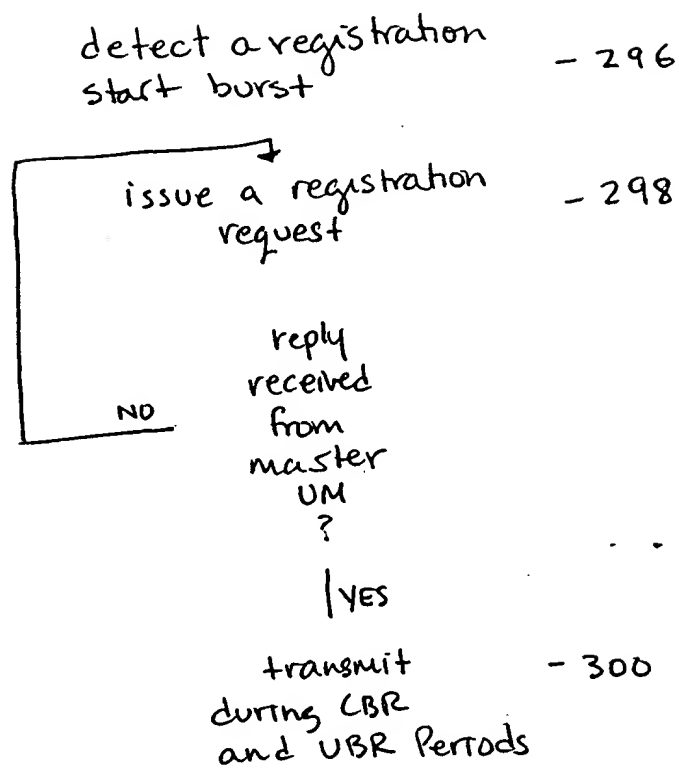 detect a registration
start burst - 296
issue a registration - 298
request
reply
received
NO from
master
UM
?
YES
transmit - 300
during CBR
and UBR Periods